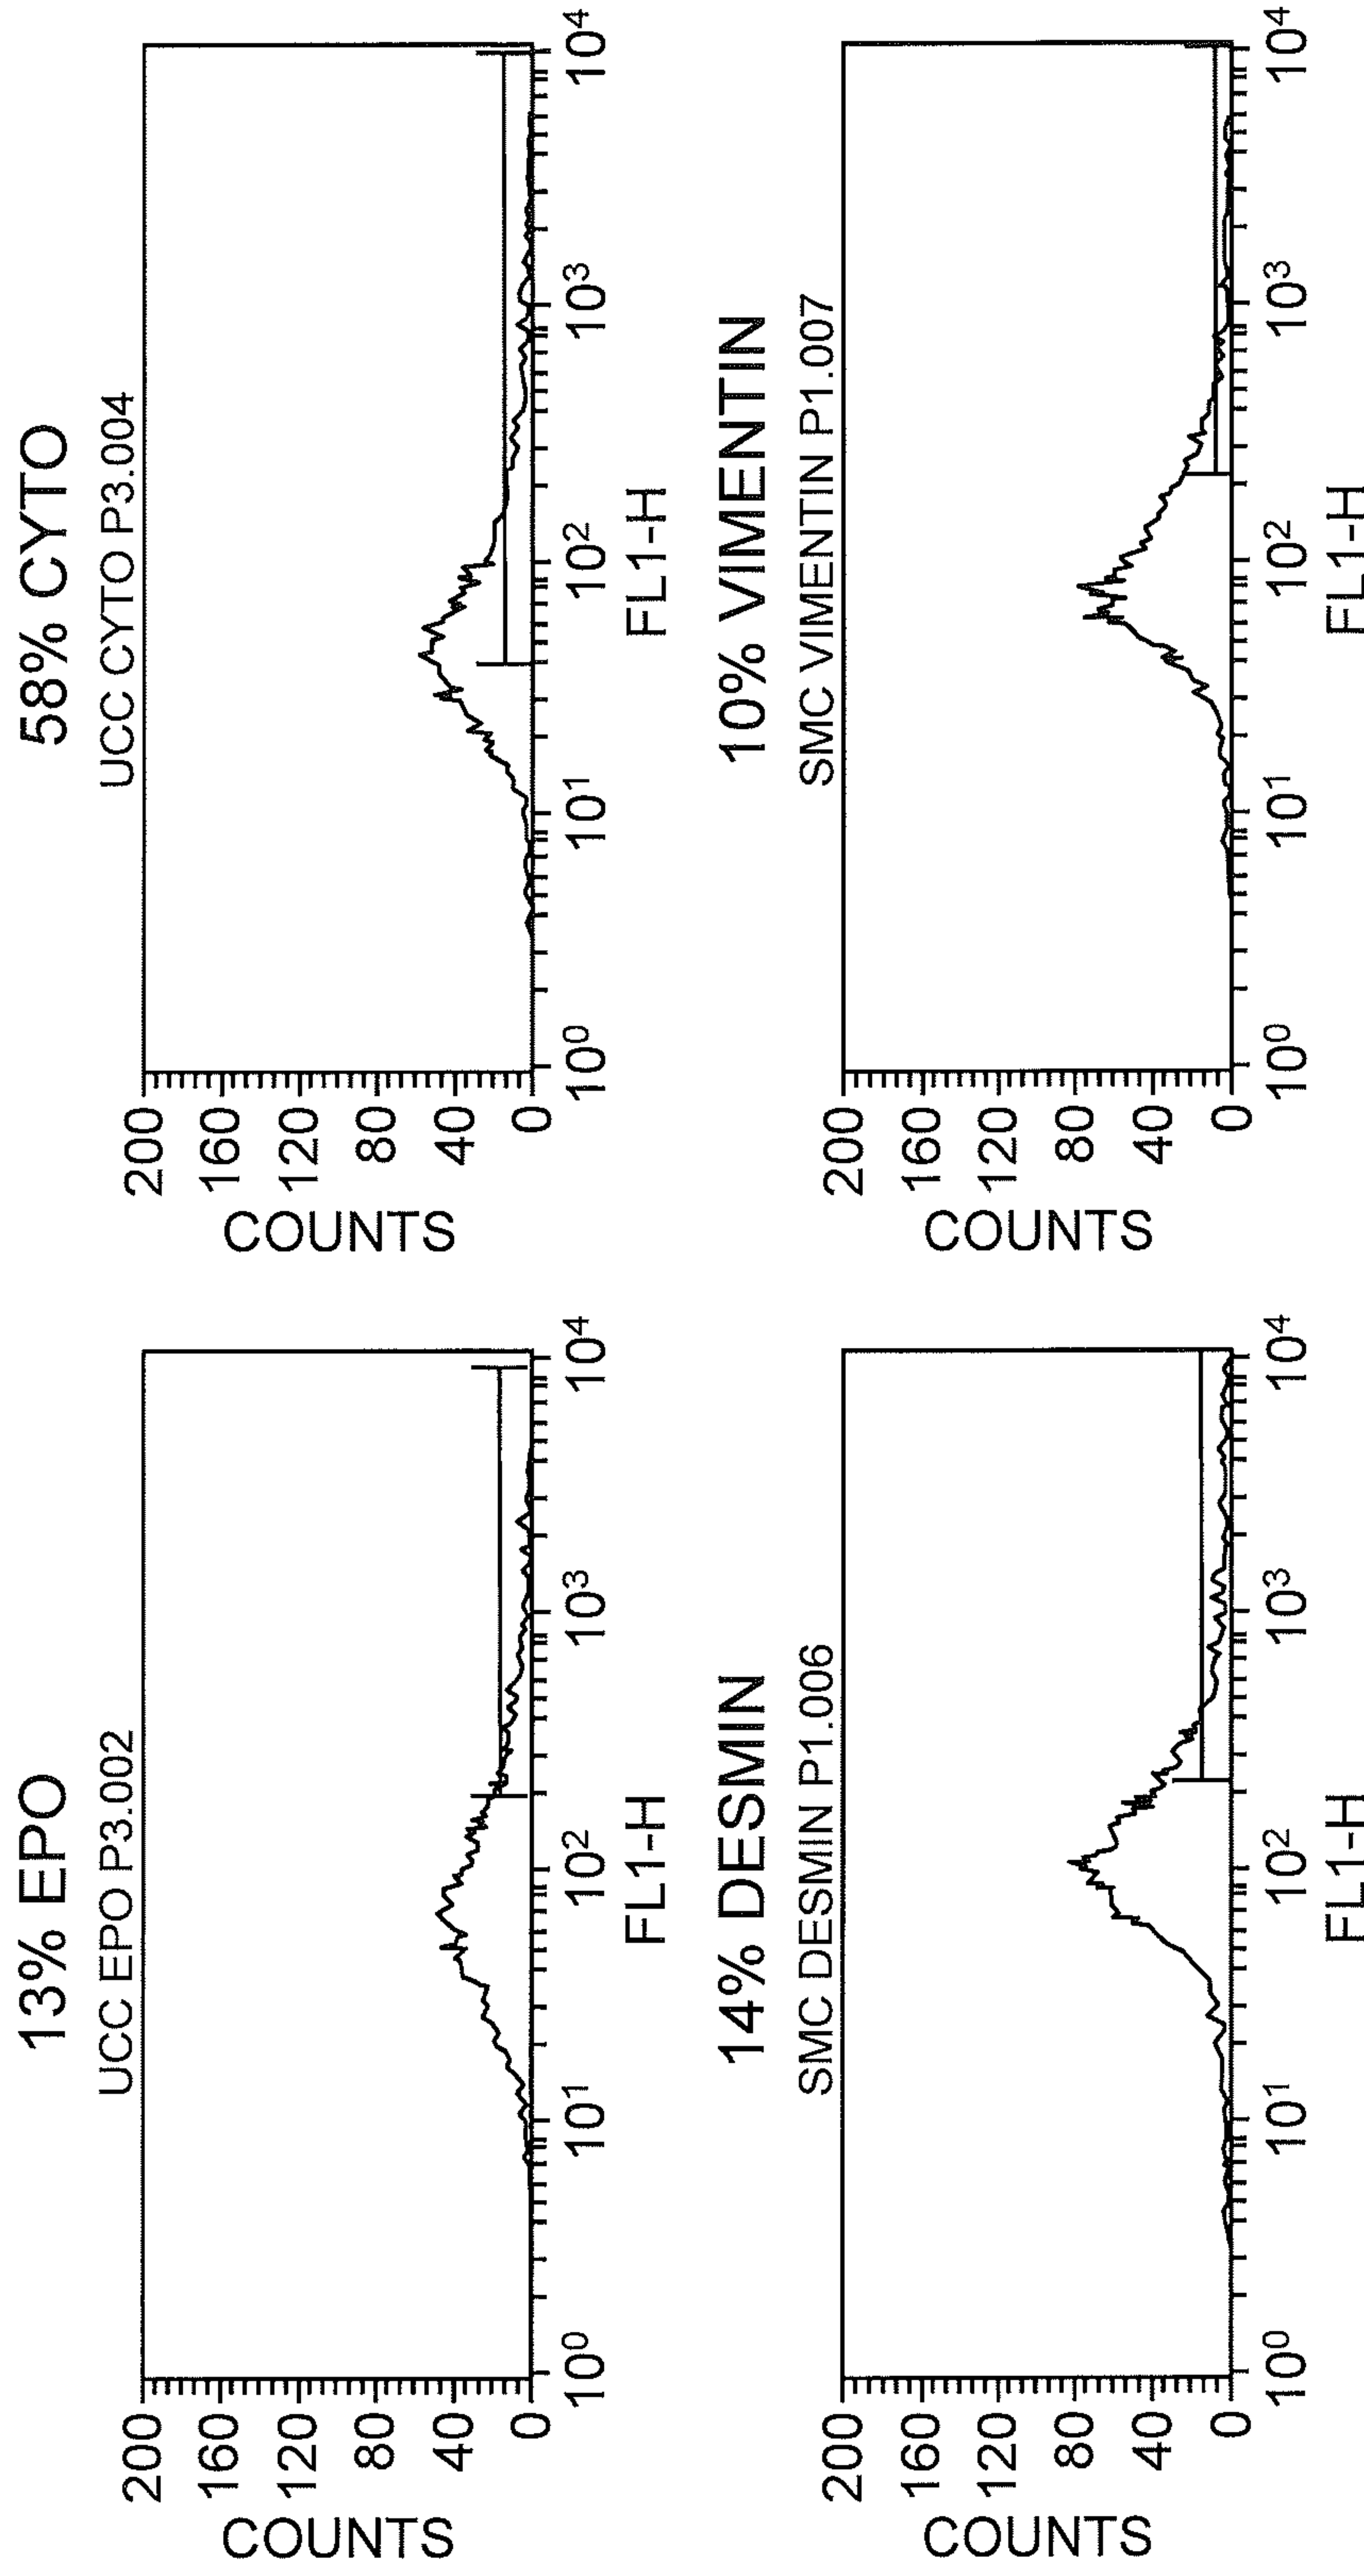 13% EPO
UCC EPO P3.002
COUNTS
200
160
120
80
40
0
10⁰
10¹
10²
10³
10⁴
FL1-H
58% CYTO
UCC CYTO P3.004
COUNTS
200
160
120
80
40
0
10⁰
10¹
10²
10³
10⁴
FL1-H
14% DESMIN
SMC DESMIN P1.006
COUNTS
200
160
120
80
40
0
10⁰
10¹
10²
10³
10⁴
FL1-H
10% VIMENTIN
SMC VIMENTIN P1.007
COUNTS
200
160
120
80
40
0
10⁰
10¹
10²
10³
10⁴
FL1-H